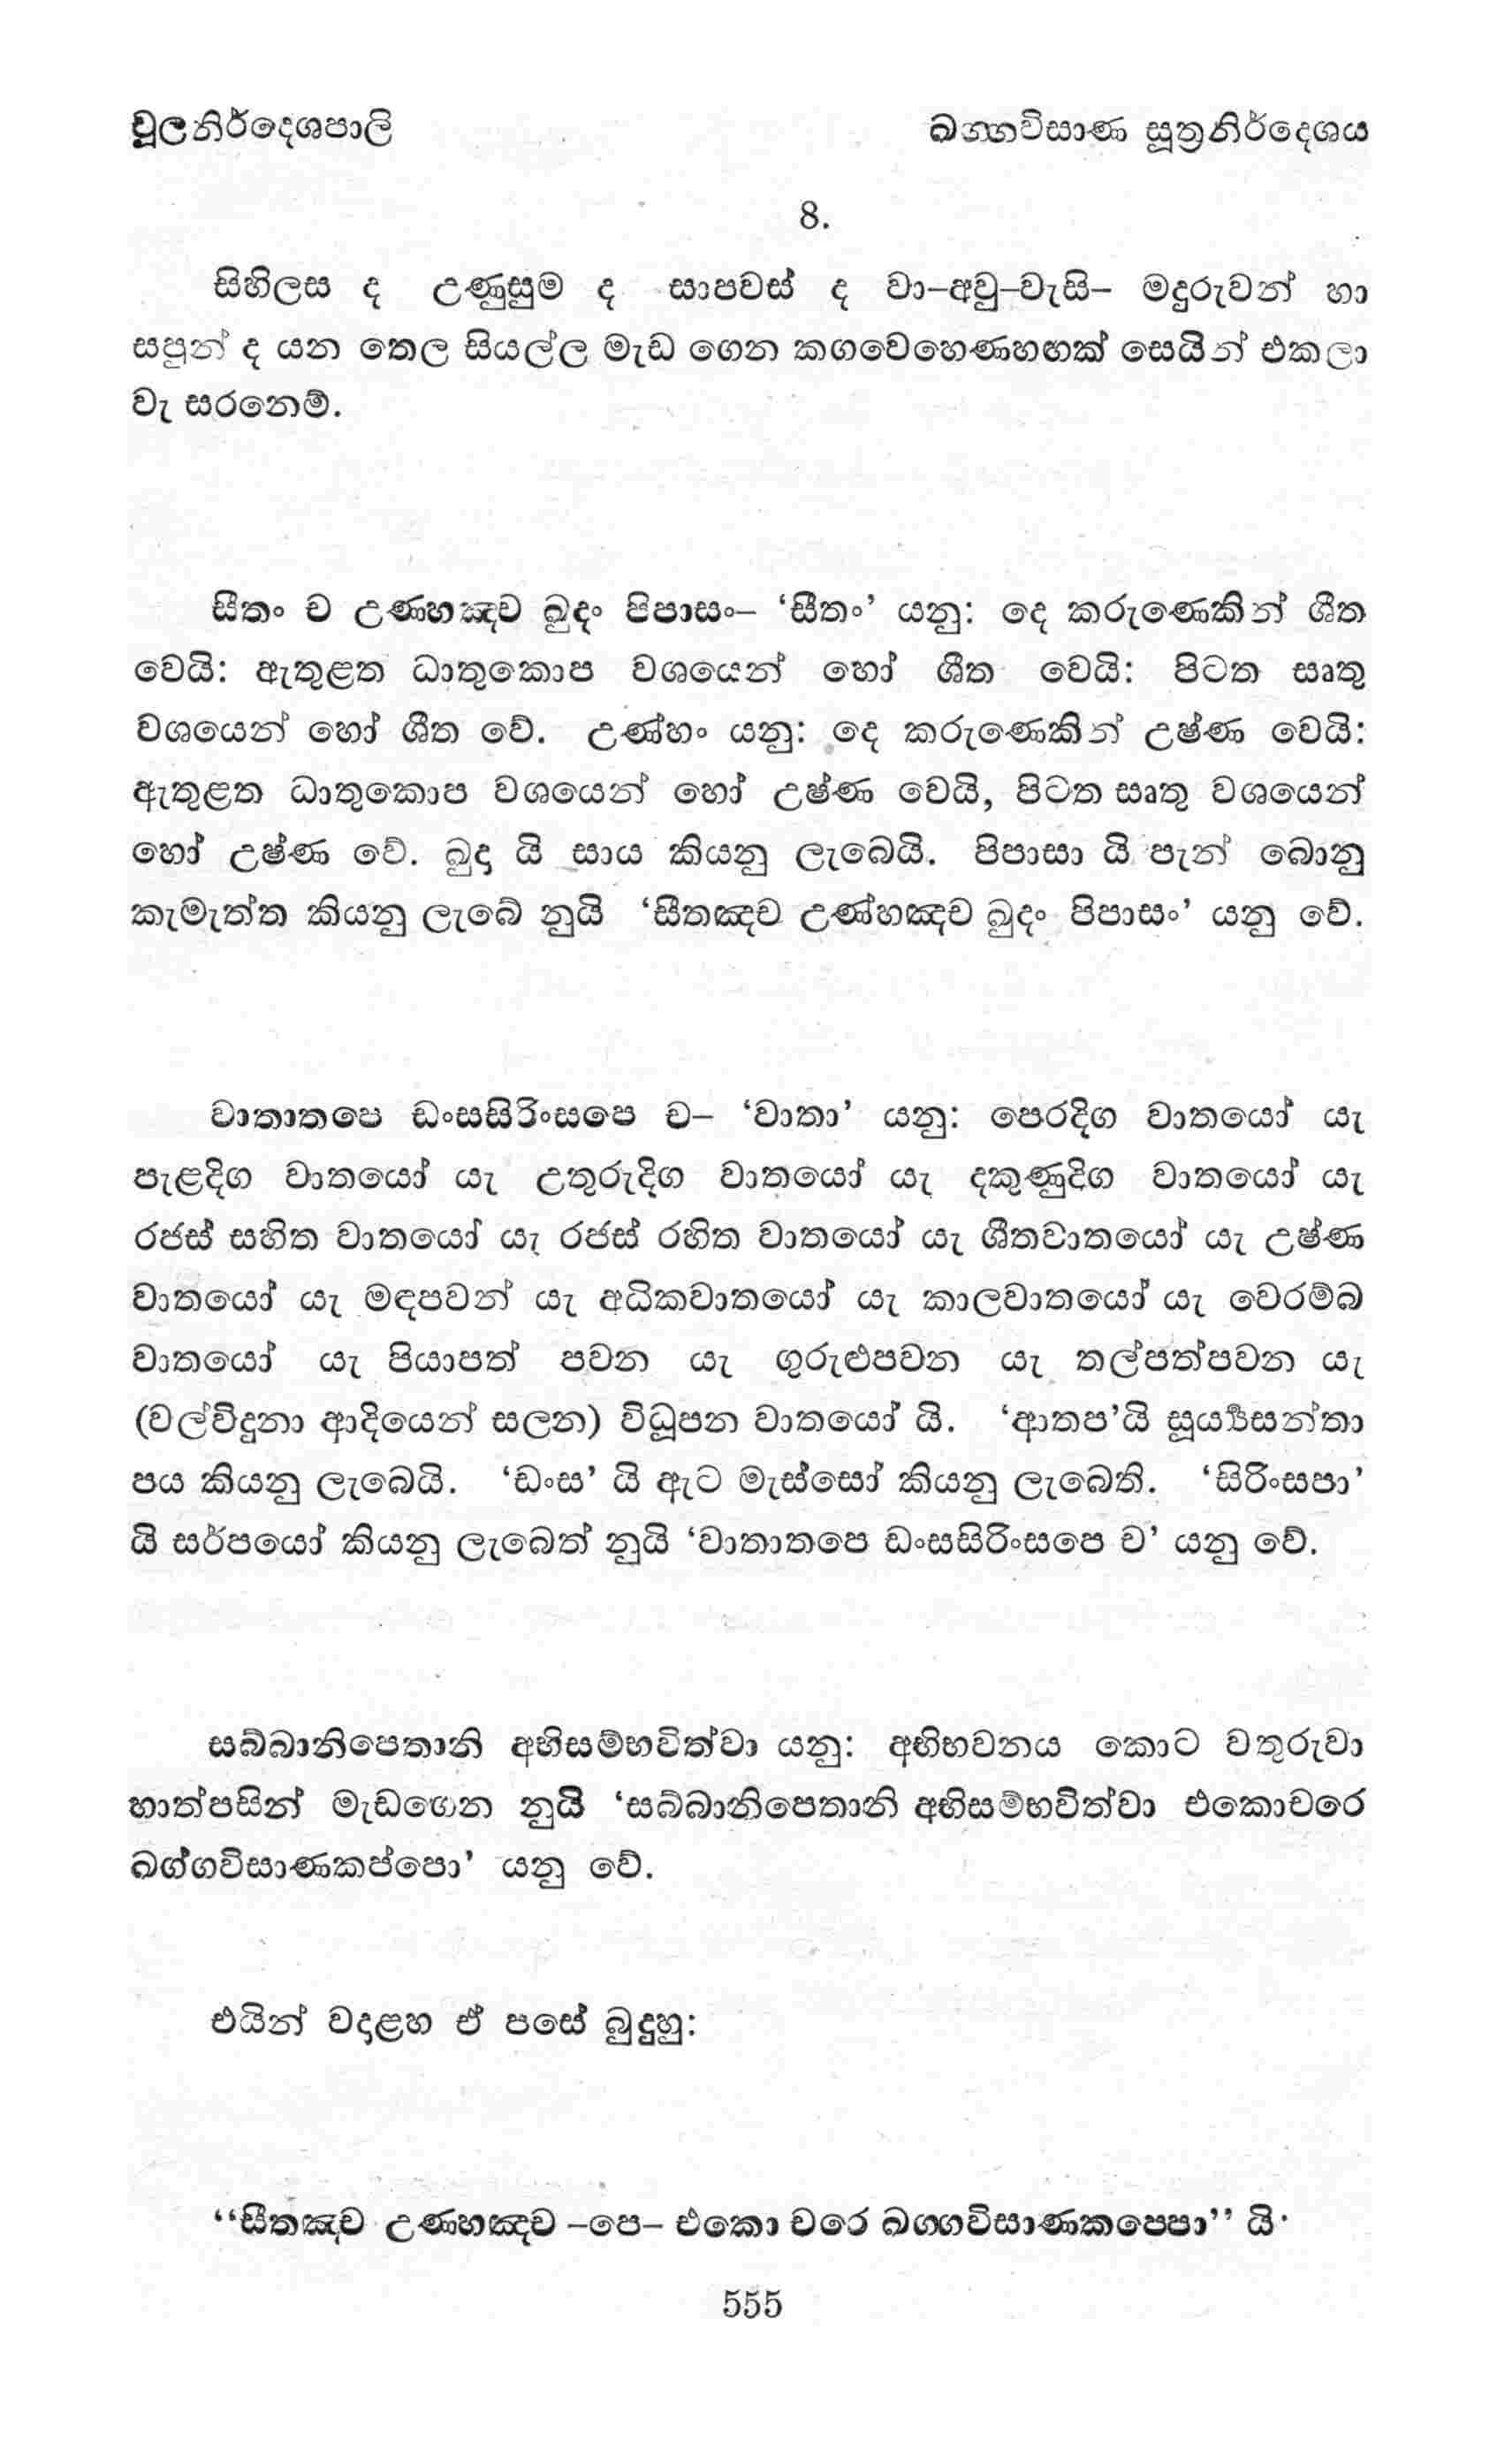 චූලනිර්දෙශපාලි
ඛග්ගවිසාණ සූත්‍රනිර්දෙශය
8.
සිහිලස ද උණුසුම ද සාපවස් ද වා–අවු–වැසි– මදුරුවන් හා
සපුන් ද යන තෙල සියල්ල මැඩ ගෙන කගවෙහෙණහඟක් සෙයින් එකලා
වැ සරනෙම්.
සීතං ච උණ්හඤ්ච ඛුදං පිපාසං– ‘සීතං’ යනු: දෙ කරුණෙකින් ශීත
වෙයි: ඇතුළත ධාතුකොප වශයෙන් හෝ ශීත වෙයි: පිටත සෘතු
වශයෙන් හෝ ශීත වේ. උණ්හං යනු: දෙ කරුණෙකින් උෂ්ණ වෙයි:
ඇතුළත ධාතුකොප වශයෙන් හෝ උෂ්ණ වෙයි, පිටත සෘතු වශයෙන්
හෝ උෂ්ණ වේ. ඛුදා යි සාය කියනු ලැබෙයි. පිපාසා යි පැන් බොනු
කැමැත්ත කියනු ලැබේ නුයි ‘සීතඤ්ච උණ්හඤ්ච ඛුදං පිපාසං’ යනු වේ.
වාතාතපෙ ඩංසසිරිංසපෙ ච– ‘වාතා’ යනු: පෙරදිග වාතයෝ යැ
පැළදිග වාතයෝ යැ උතුරුදිග වාතයෝ යැ දකුණුදිග වාතයෝ යැ
රජස් සහිත වාතයෝ යැ රජස් රහිත වාතයෝ යැ ශීතවාතයෝ යැ උෂ්ණ
වාතයෝ යැ මඳපවන් යැ අධිකවාතයෝ යැ කාලවාතයෝ යැ වෙරම්බ
වාතයෝ යැ පියාපත් පවන යැ ගුරුළුපවන යැ තල්පත්පවන යැ
(වල්විදුනා ආදියෙන් සලන) විධූපන වාතයෝ යි. ‘ආතප’යි සූර්‍ය්‍යසන්තා
පය කියනු ලැබෙයි. ‘ඩංස’ යි ඇට මැස්සෝ කියනු ලැබෙති. ‘සිරිංසපා’
යි සර්පයෝ කියනු ලැබෙත් නුයි ‘වාතාතපෙ ඩංසසිරිංසපෙ ච’ යනු වේ.
සබ්බානිපෙතානි අභිසම්භවිත්වා යනු: අභිභවනය කොට වතුරුවා
හාත්පසින් මැඩගෙන නුයි ‘සබ්බානිපෙතානි අභිසම්භවිත්වා එකොචරෙ
ඛග්ගවිසාණකප්පො’ යනු වේ.
එයින් වදාළහ ඒ පසේ බුදුහු:
‘‘සීතඤ්ච උණ්හඤ්ච –පෙ– එකො චරෙ ඛග්ගවිසාණකප්පො’’ යි.
555